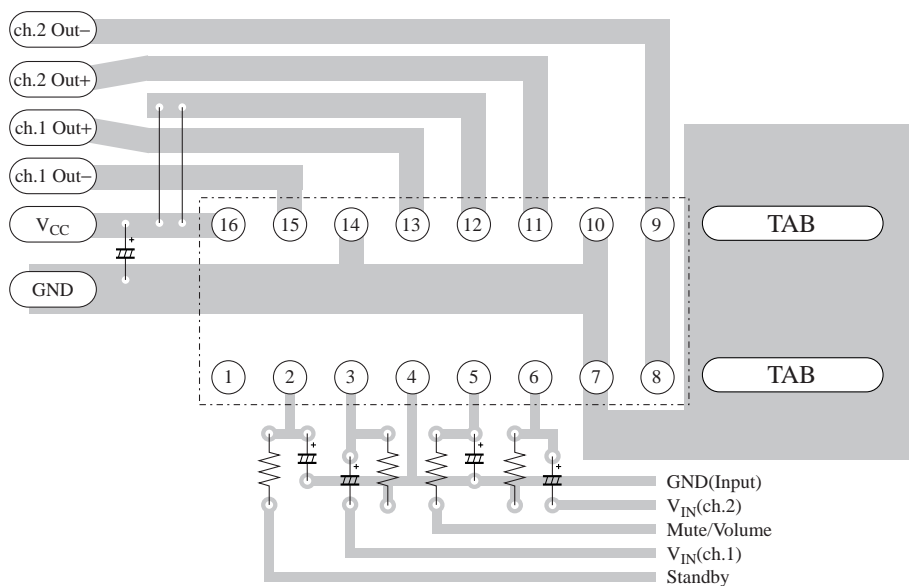 ch.2 Out−
ch.2 Out+
ch.1 Out+
ch.1 Out−
VCC
GND
16 15 14 13 12 11 10 9
TAB
1 2 3 4 5 6 7 8
TAB
+
+
+
+
+
GND(Input)
VIN(ch.2)
Mute/Volume
VIN(ch.1)
Standby